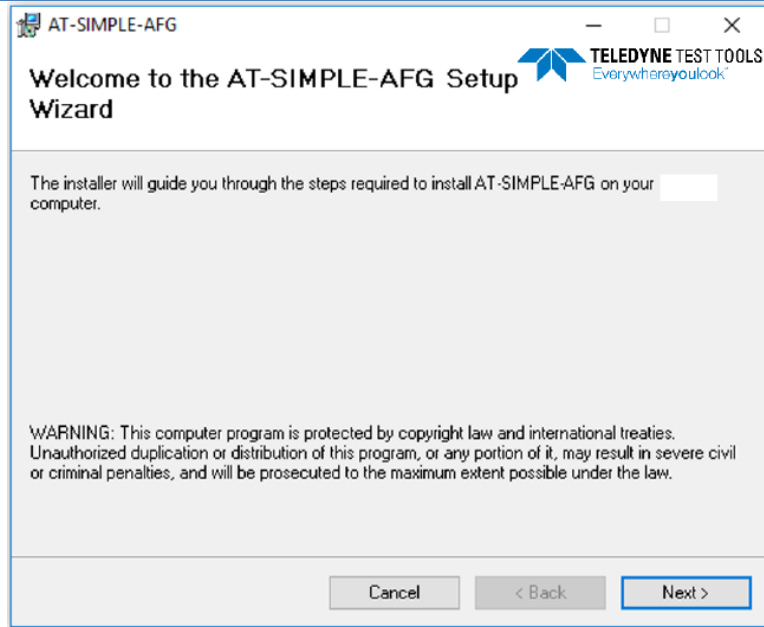 AT-SIMPLE-AFG
Welcome to the AT-SIMPLE-AFG Setup
Wizard
TELEDYNE TEST TOOLS
Everywhereyoulook™
The installer will guide you through the steps required to install AT-SIMPLE-AFG on your
computer.
WARNING: This computer program is protected by copyright law and international treaties.
Unauthorized duplication or distribution of this program, or any portion of it, may result in severe civil
or criminal penalties, and will be prosecuted to the maximum extent possible under the law.
Cancel
< Back
Next >